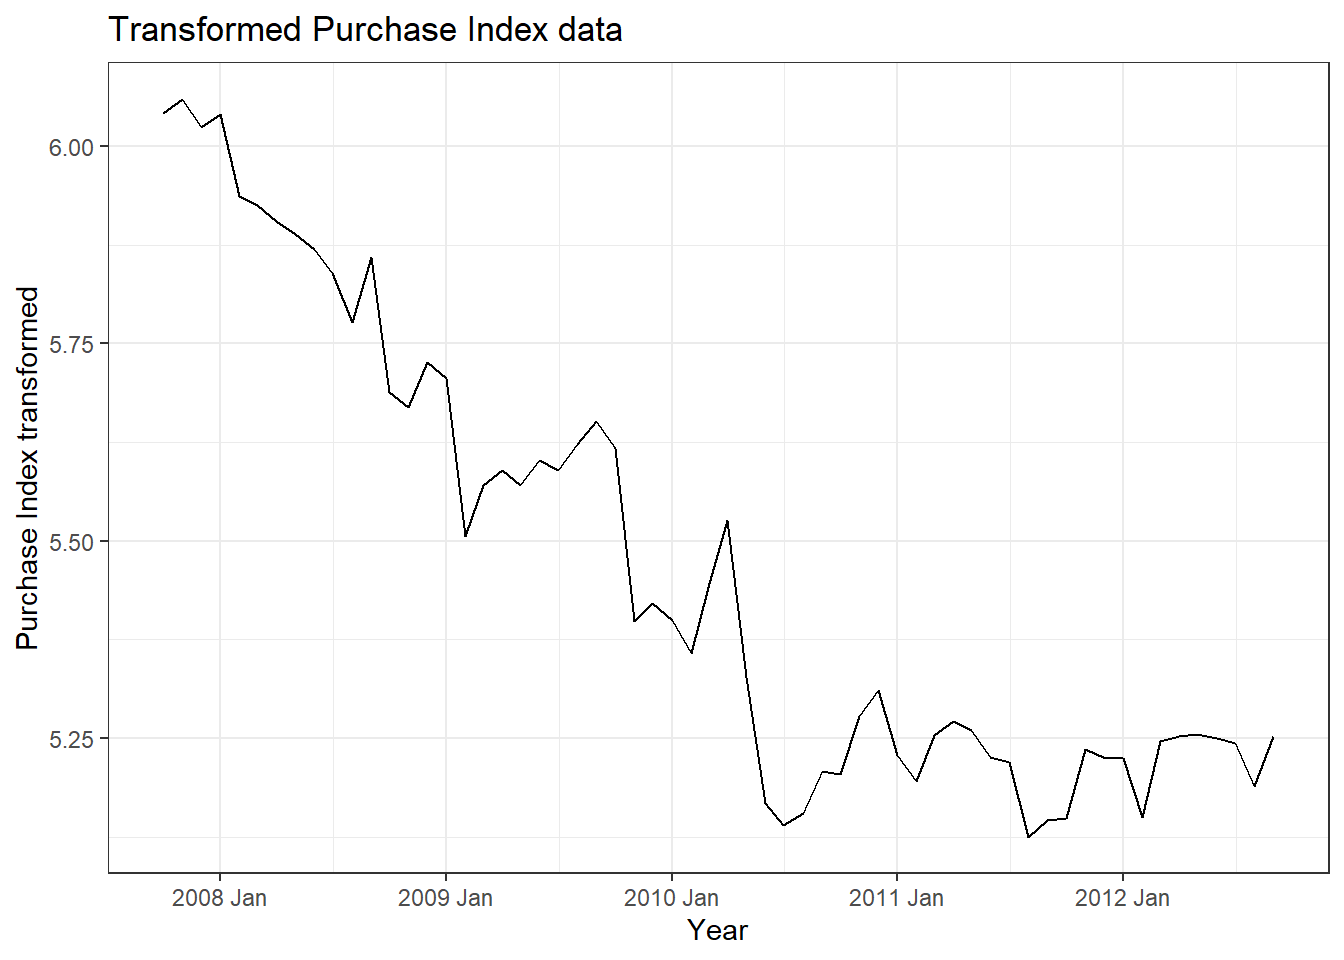 Transformed Purchase Index data
Purchase Index transformed
6.00
5.75
5.50
5.25
2008 Jan
2009 Jan
2010 Jan
2011 Jan
2012 Jan
Year